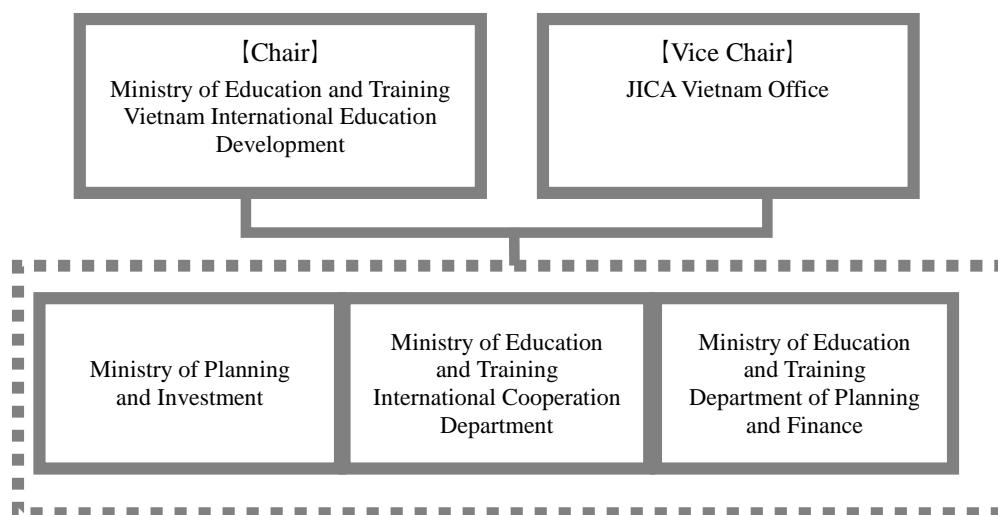 【Chair】
Ministry of Education and Training
Vietnam International Education
Development
【Vice Chair】
JICA Vietnam Office
Ministry of Planning
and Investment
Ministry of Education
and Training
International Cooperation
Department
Ministry of Education
and Training
Department of Planning
and Finance